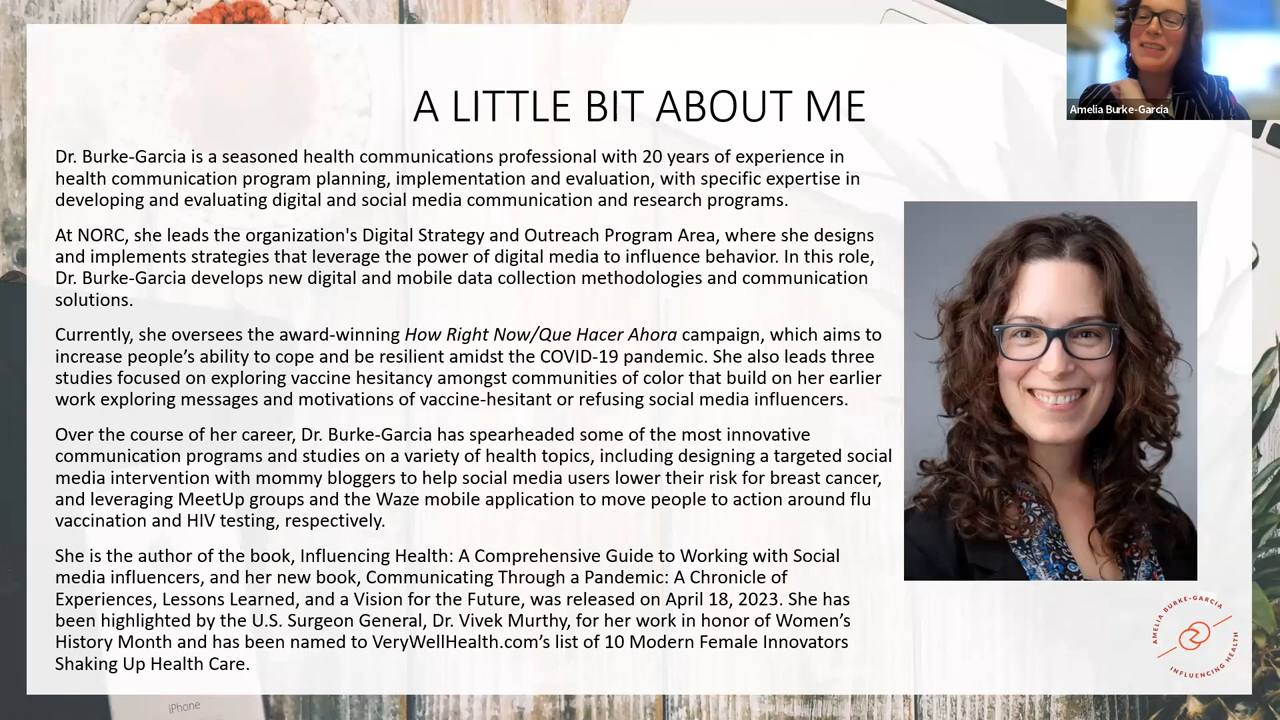 A LITTLE BIT ABOUT ME
Amelia Burke-Garcia
Dr. Burke-Garcia is a seasoned health communications professional with 20 years of experience in
health communication program planning, implementation and evaluation, with specific expertise in
developing and evaluating digital and social media communication and research programs.
At NORC, she leads the organization's Digital Strategy and Outreach Program Area, where she designs
and implements strategies that leverage the power of digital media to influence behavior. In this role,
Dr. Burke-Garcia develops new digital and mobile data collection methodologies and communication
solutions.
Currently, she oversees the award-winning How Right Now/Que Hacer Ahora campaign, which aims to
increase people’s ability to cope and be resilient amidst the COVID-19 pandemic. She also leads three
studies focused on exploring vaccine hesitancy amongst communities of color that build on her earlier
work exploring messages and motivations of vaccine-hesitant or refusing social media influencers.
Over the course of her career, Dr. Burke-Garcia has spearheaded some of the most innovative
communication programs and studies on a variety of health topics, including designing a targeted social
media intervention with mommy bloggers to help social media users lower their risk for breast cancer,
and leveraging MeetUp groups and the Waze mobile application to move people to action around flu
vaccination and HIV testing, respectively.
She is the author of the book, Influencing Health: A Comprehensive Guide to Working with Social
media influencers, and her new book, Communicating Through a Pandemic: A Chronicle of
Experiences, Lessons Learned, and a Vision for the Future, was released on April 18, 2023. She has
been highlighted by the U.S. Surgeon General, Dr. Vivek Murthy, for her work in honor of Women’s
History Month and has been named to VeryWellHealth.com’s list of 10 Modern Female Innovators
Shaking Up Health Care.
AMELIA BURKE-GARCIA
INFLUENCING HEALTH
iPhone